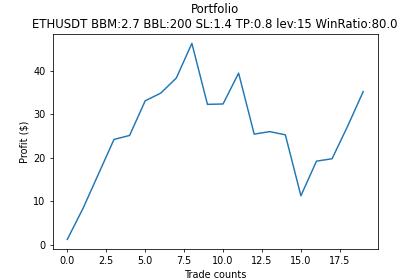 Portfolio
ETHUSDT BBM:2.7 BBL:200 SL:1.4 TP:0.8 lev:15 WinRatio:80.0
40
30
20
10
0
Profit ($)
0.0 2.5 5.0 7.5 10.0 12.5 15.0 17.5
Trade counts